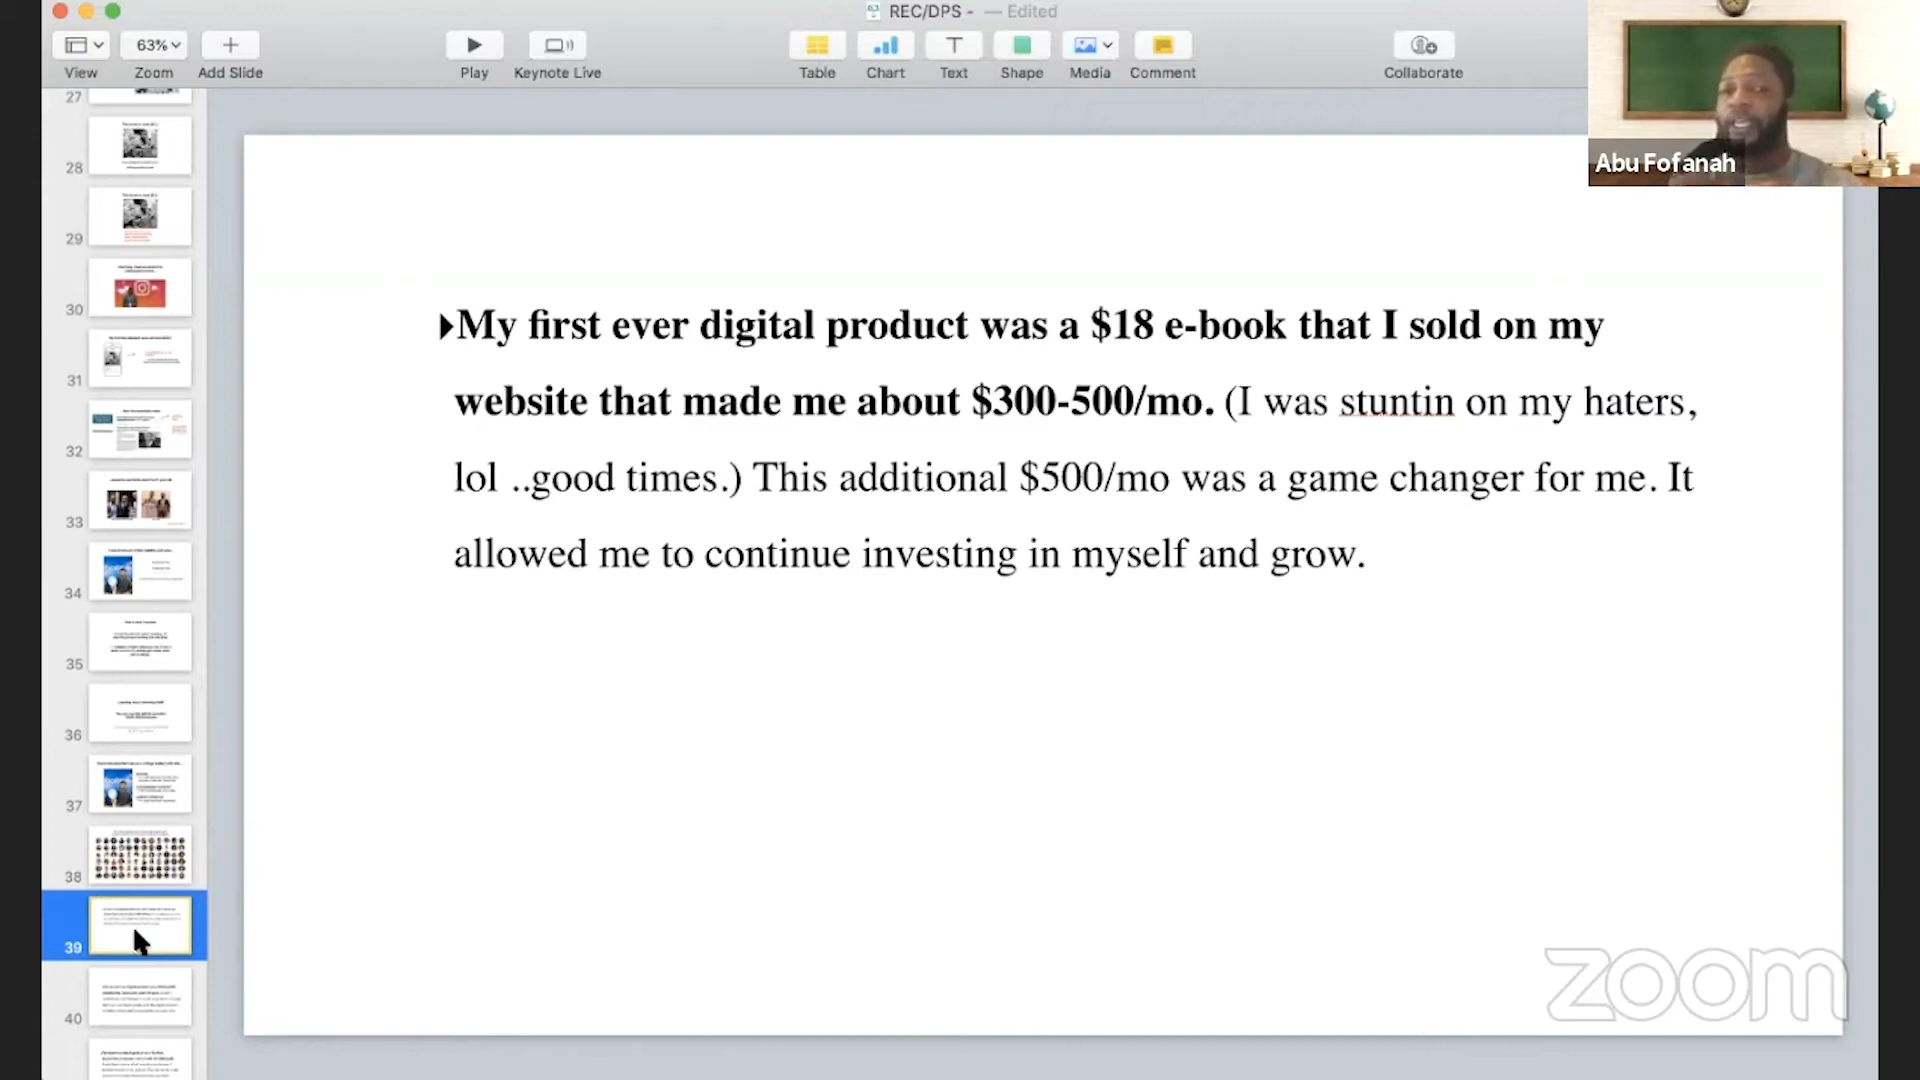 REC/DPS - — Edited
63%
View
Zoom
Add Slide
Play
Keynote Live
Table
Chart
Text
Shape
Media
Comment
Collaborate
Abu Fofanah
27
28
29
30
31
32
33
34
35
36
37
38
39
40
My first ever digital product was a $18 e-book that I sold on my
website that made me about $300-500/mo. (I was stuntin on my haters,
lol ..good times.) This additional $500/mo was a game changer for me. It
allowed me to continue investing in myself and grow.
zoom